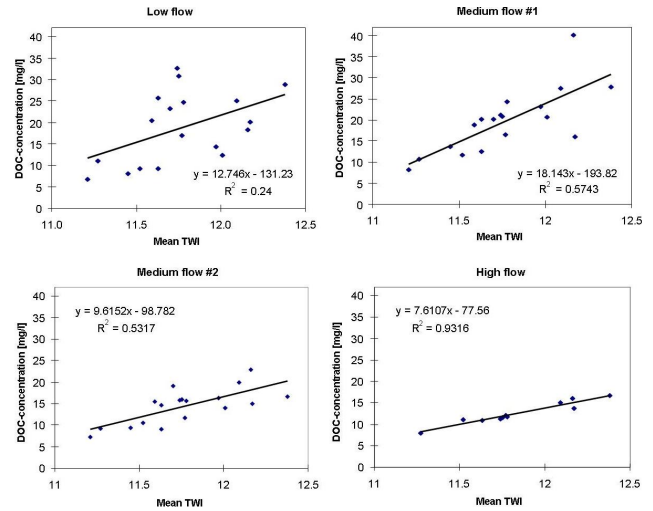 Low flow
DOC-concentration [mg/l]
40
35
30
25
20
15
10
5
0
y = 12.746x - 131.23
R² = 0.24
11.0 11.5 12.0 12.5
Mean TWI
Medium flow #1
DOC-concentration [mg/l]
40
35
30
25
20
15
10
5
0
y = 18.143x - 193.82
R² = 0.5743
11 11.5 12 12.5
Mean TWI
Medium flow #2
DOC-concentration [mg/l]
40
35
30
25
20
15
10
5
0
y = 9.6152x - 98.782
R² = 0.5317
11 11.5 12 12.5
Mean TWI
High flow
DOC-concentration [mg/l]
40
35
30
25
20
15
10
5
0
y = 7.6107x - 77.56
R² = 0.9316
11 11.5 12 12.5
Mean TWI